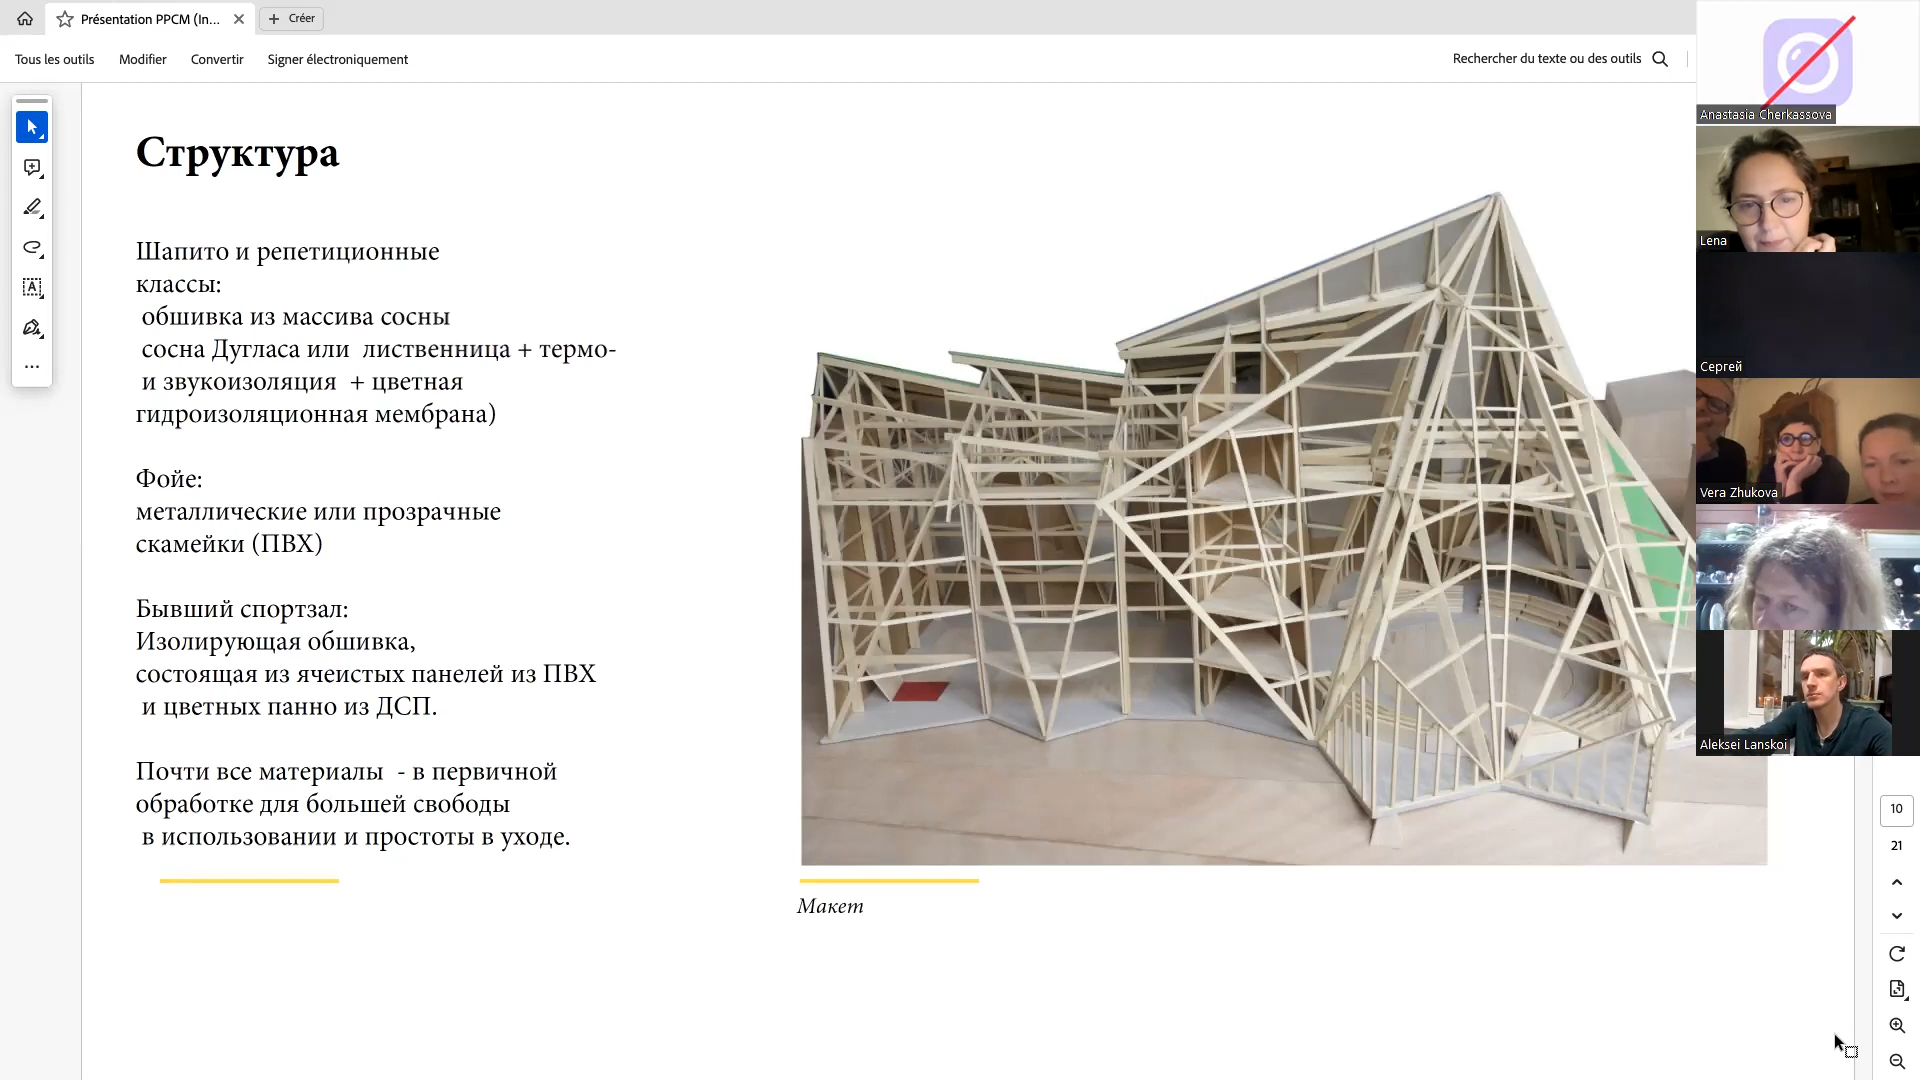 Présentation PPCM (In...
Créer
Tous les outils
Modifier
Convertir
Signer électroniquement
Rechercher du texte ou des outils
Структура
Шапито и репетиционные
классы:
обшивка из массива сосны
сосна Дугласа или лиственница + термо-
и звукоизоляция + цветная
гидроизоляционная мембрана)
Фойе:
металлические или прозрачные
скамейки (ПВХ)
Бывший спортзал:
Изолирующая обшивка,
состоящая из ячеистых панелей из ПВХ
и цветных панно из ДСП.
Почти все материалы - в первичной
обработке для большей свободы
в использовании и простоты в уходе.
Макет
Anastasia Cherkassova
Lena
Сергей
Vera Zhukova
Aleksei Lanskoi
10
21